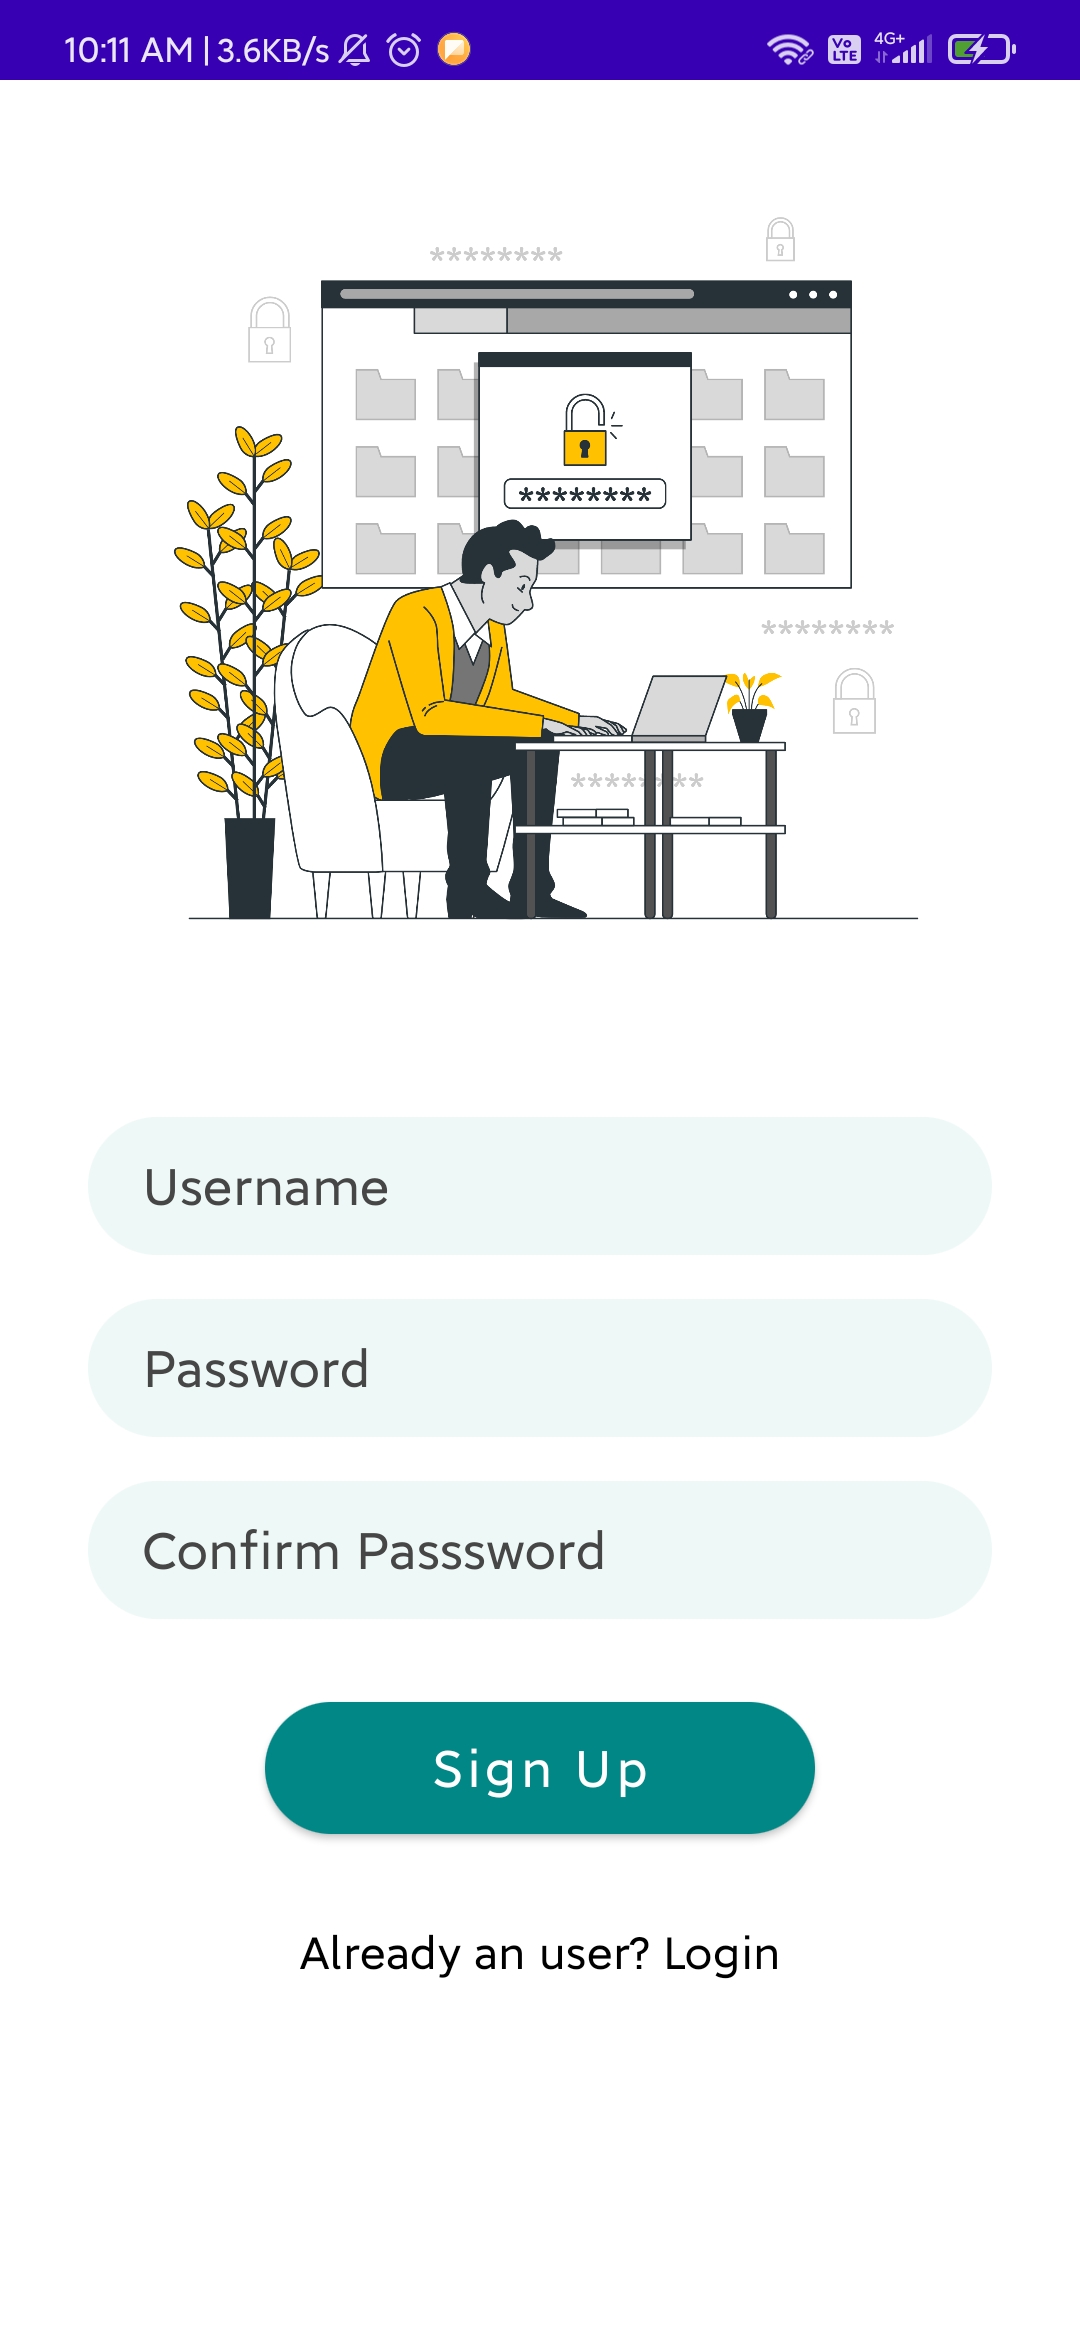 10:11 AM | 3.6KB/s Vo LTE 4G+
********
********
********
********
Username
Password
Confirm Passsword
Sign Up
Already an user? Login